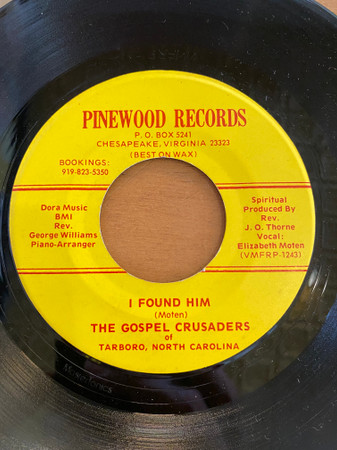 PINEWOOD RECORDS
P. O. BOX 5241
CHESAPEAKE, VIRGINIA 23323
(BEST ON WAX)
BOOKINGS:
919-823-5350
Dora Music
BMI
Rev.
George Williams
Piano-Arranger
Spiritual
Produced By
Rev.
J. O. Thorne
Vocal:
Elizabeth Moten
(VMFRP-1243)
I FOUND HIM
(Moten)
THE GOSPEL CRUSADERS
of
TARBORO, NORTH CAROLINA